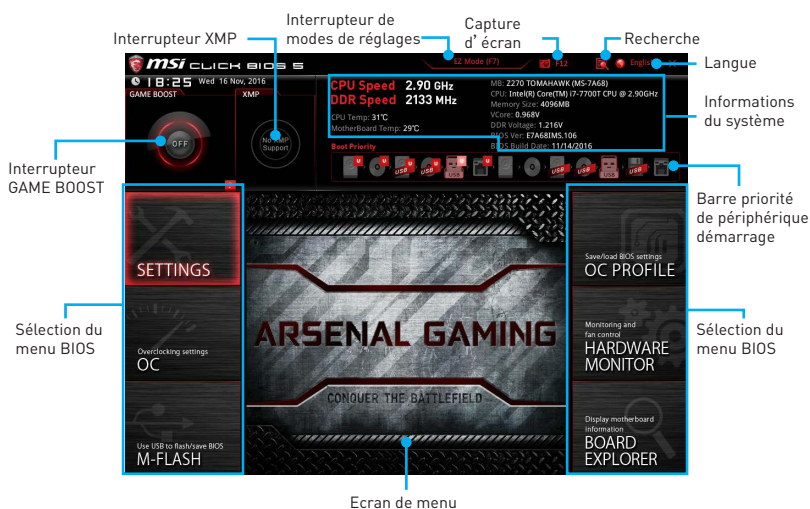 Interrupteur de
modes de réglages
Capture
d' écran
Interrupteur XMP
Recherche
msi CLICK BIOS 5
EZ Mode (F7)
F12
English
Langue
18:25 Wed 16 Nov, 2016
GAME BOOST
XMP
OFF
No XMP
Support
CPU Speed 2.90 GHz
DDR Speed 2133 MHz
CPU Temp: 31°C
MotherBoard Temp: 29°C
MB: Z270 TOMAHAWK (MS-7A68)
CPU: Intel(R) Core(TM) i7-7700T CPU @ 2.90GHz
Memory Size: 4096MB
VCore: 0.968V
DDR Voltage: 1.216V
BIOS Ver: E7A68IMS.106
BIOS Build Date: 11/14/2016
Boot Priority
U
U
USB U
USB U
USB U
U
USB
USB
USB
USB
Informations
du système
Interrupteur
GAME BOOST
Barre priorité
de périphérique
démarrage
SETTINGS
Overclocking settings
OC
Use USB to flash/save BIOS
M-FLASH
ARSENAL GAMING
CONQUER THE BATTLEFIELD
Save/load BIOS settings
OC PROFILE
Monitoring and
fan control
HARDWARE
MONITOR
Display motherboard
information
BOARD
EXPLORER
Sélection du
menu BIOS
Sélection du
menu BIOS
Ecran de menu